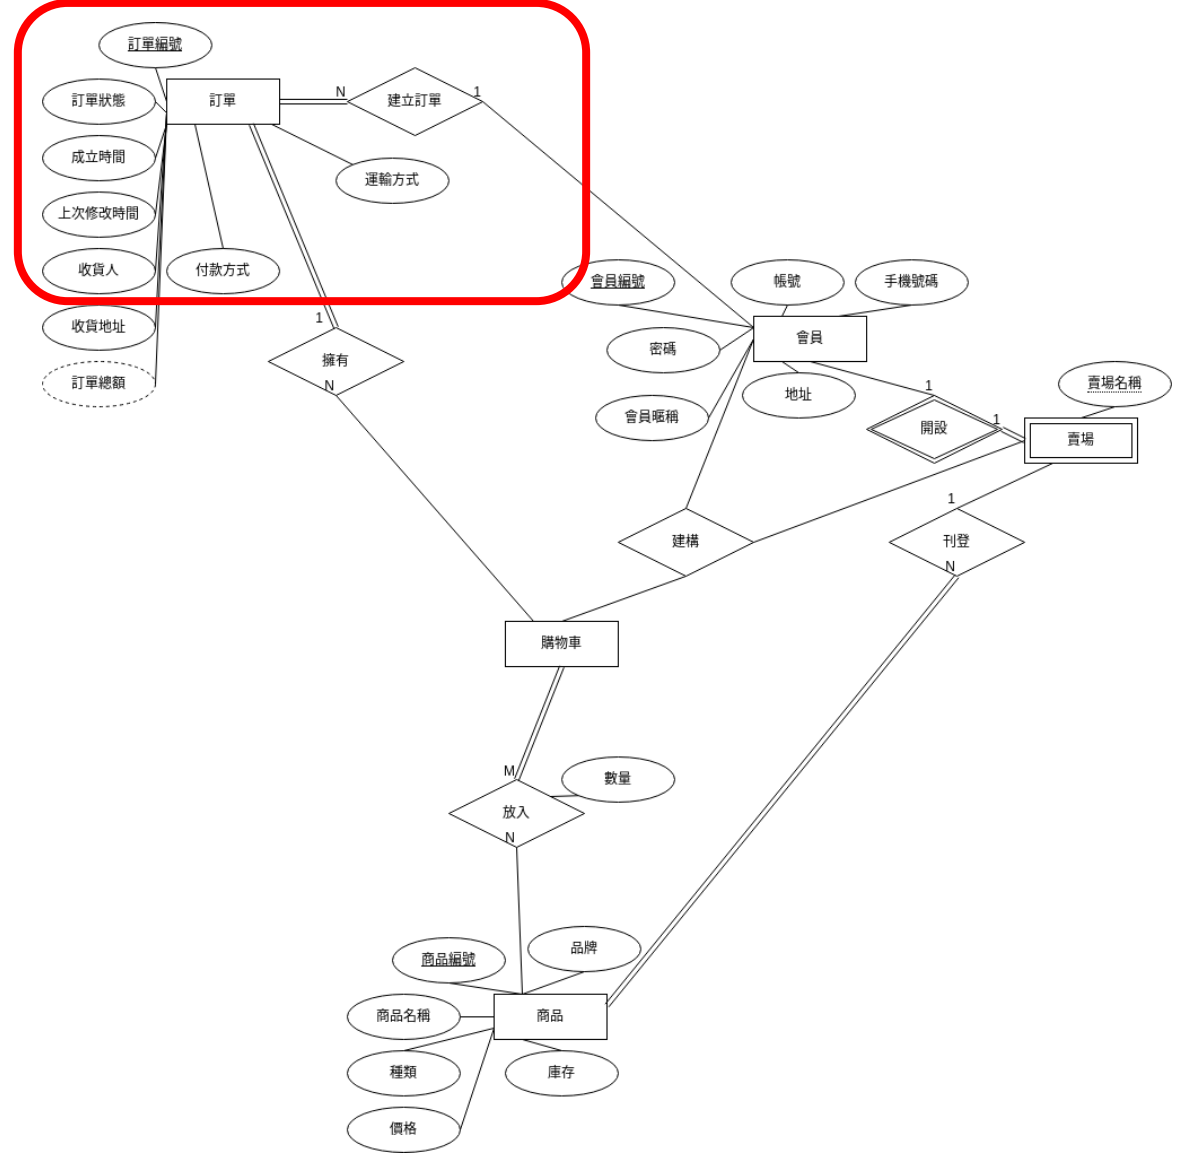 訂單編號
訂單狀態
訂單
N
建立訂單
1
成立時間
運輸方式
上次修改時間
收貨人
付款方式
會員編號
帳號
手機號碼
收貨地址
1
會員
密碼
擁有
N
訂單總額
地址
1
賣場名稱
會員暱稱
開設
1
賣場
1
建構
刊登
N
購物車
M
數量
放入
N
商品編號
品牌
商品名稱
商品
種類
庫存
價格